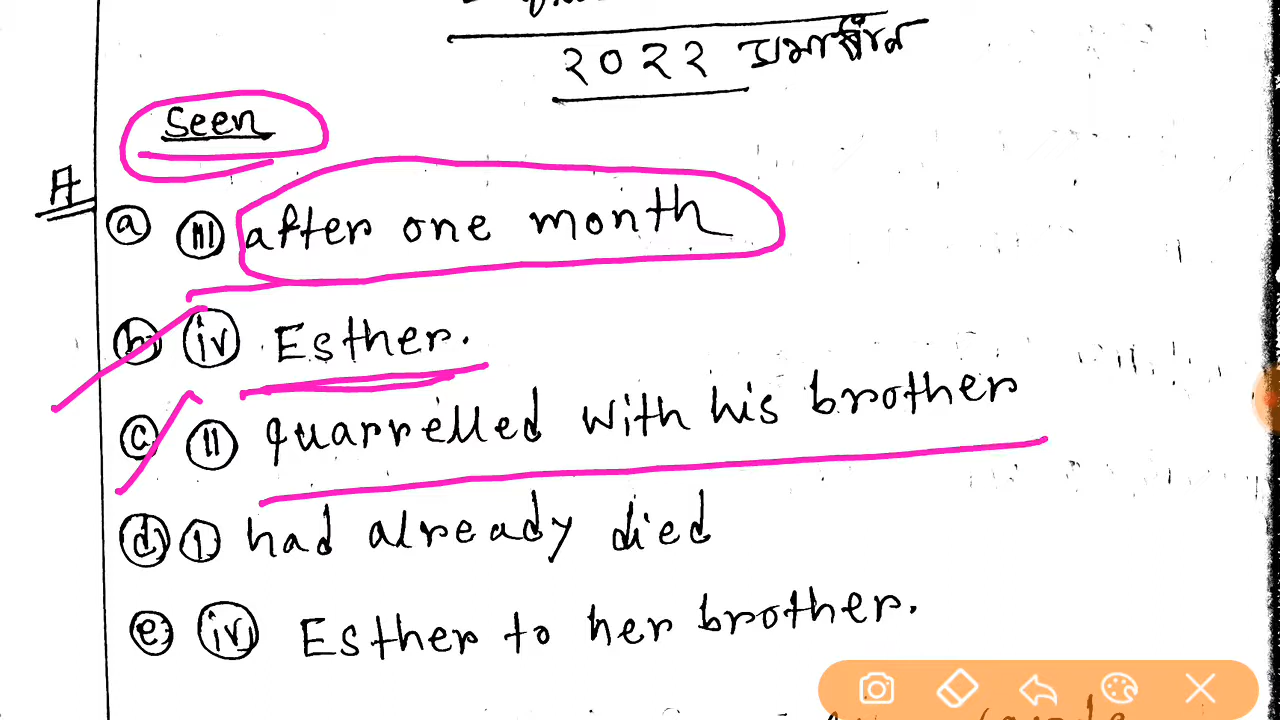 ২০২২
Seen
A
a iii after one month
b iv Esther.
c ii quarrelled with his brother
d i had already died
e iv Esther to her brother.